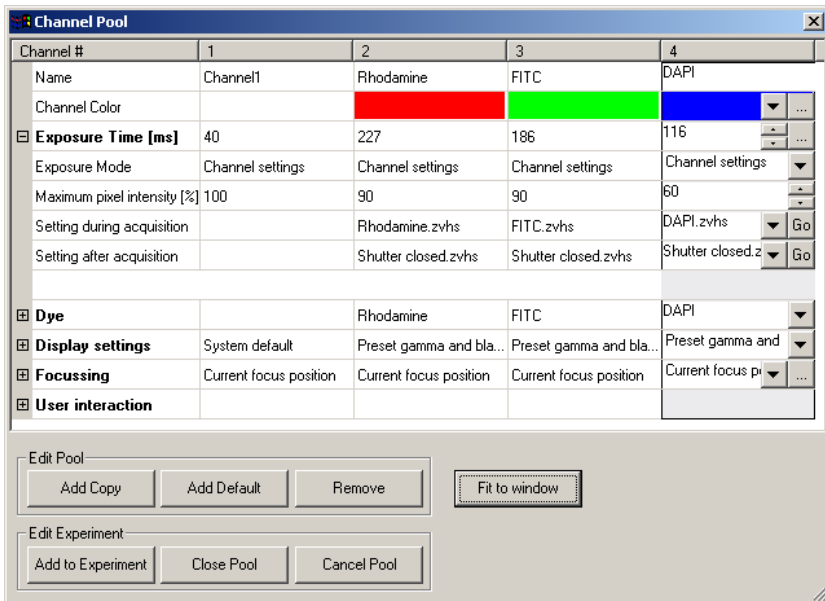 Channel Pool
Channel # 1 2 3 4
Name Channel1 Rhodamine FITC DAPI
Channel Color ...
Exposure Time [ms] 40 227 186 116 ...
Exposure Mode Channel settings Channel settings Channel settings Channel settings
Maximum pixel intensity [%] 100 90 90 60
Setting during acquisition Rhodamine.zvhs FITC.zvhs DAPI.zvhs Go
Setting after acquisition Shutter closed.zvhs Shutter closed.zvhs Shutter closed.z Go
Dye Rhodamine FITC DAPI
Display settings System default Preset gamma and bla... Preset gamma and bla... Preset gamma and
Focussing Current focus position Current focus position Current focus position Current focus p ...
User interaction
Edit Pool
Add Copy Add Default Remove Fit to window
Edit Experiment
Add to Experiment Close Pool Cancel Pool